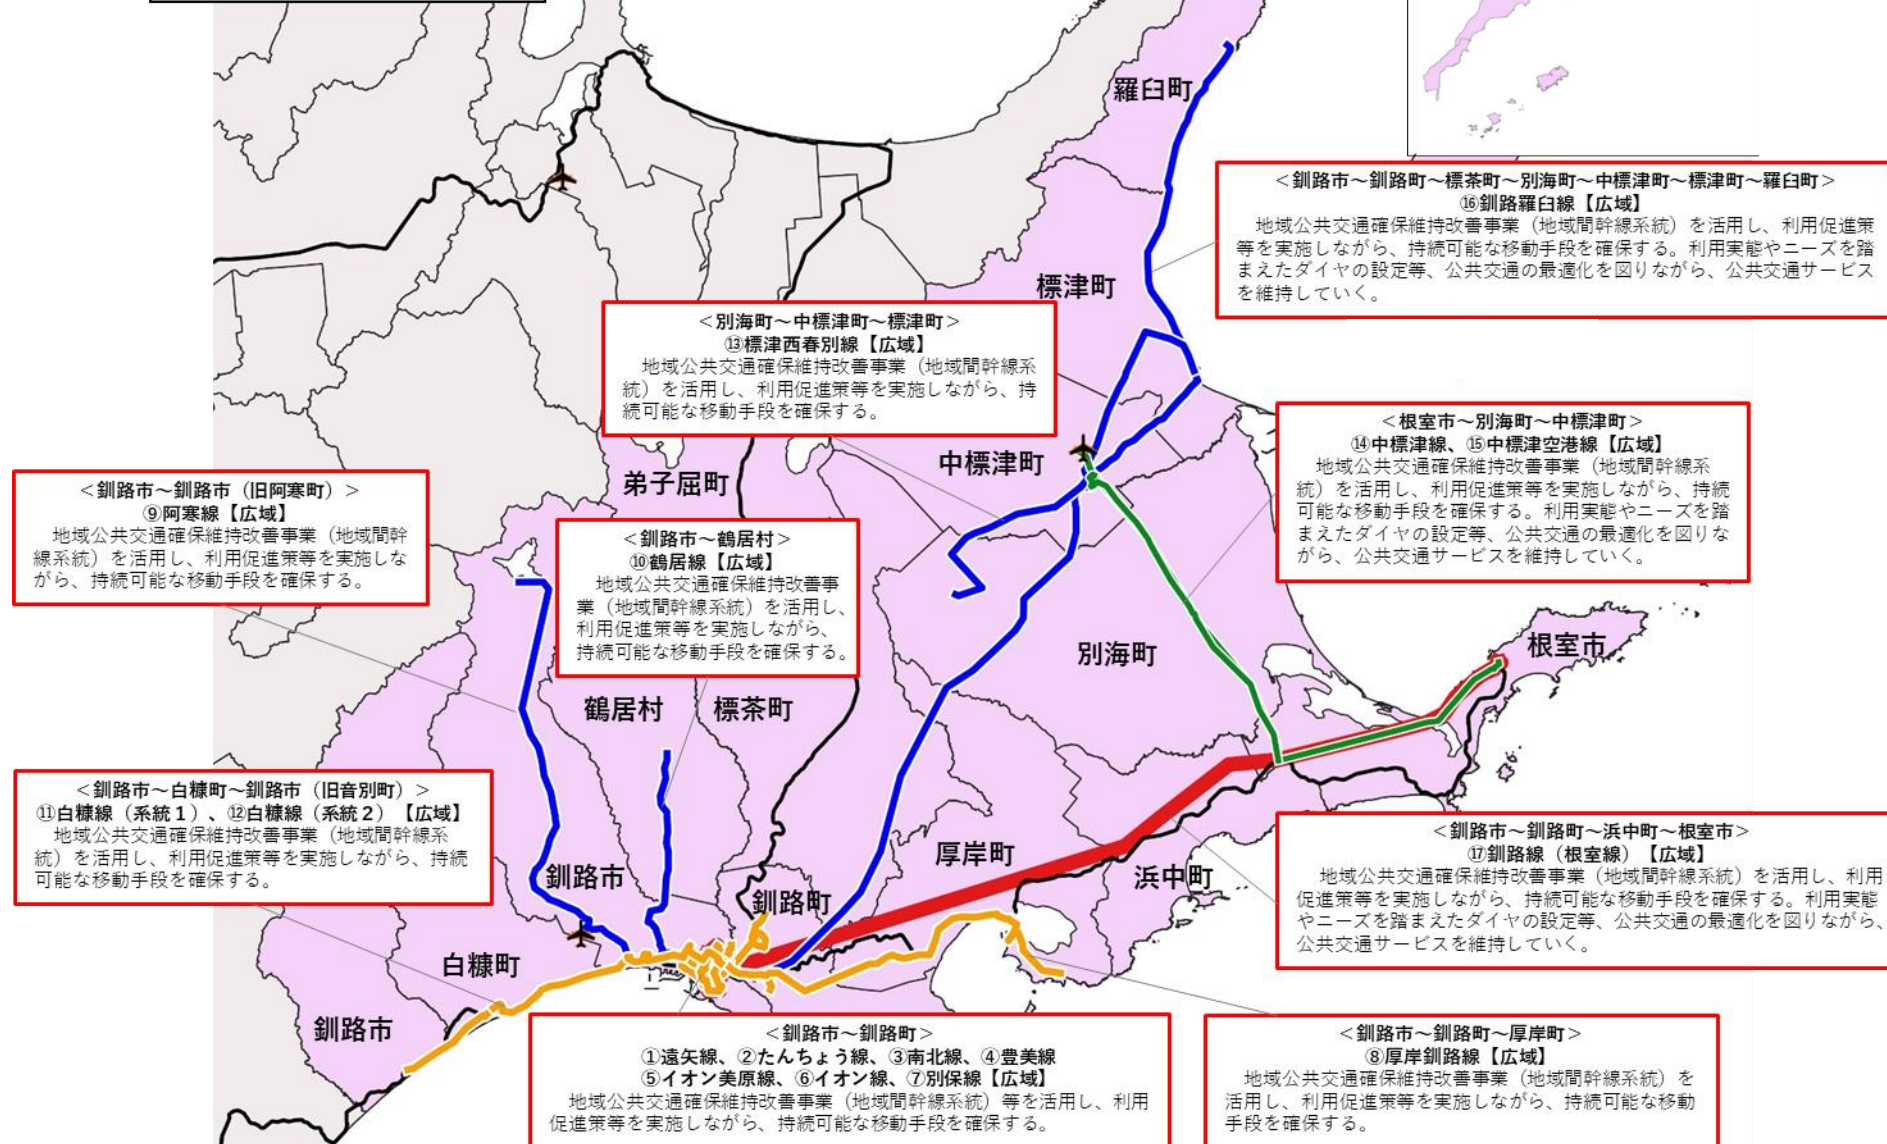 羅臼町
＜釧路市～釧路町～標茶町～別海町～中標津町～標津町～羅臼町＞
⑯釧路羅臼線【広域】
地域公共交通確保維持改善事業（地域間幹線系統）を活用し、利用促進策
等を実施しながら、持続可能な移動手段を確保する。利用実態やニーズを踏
まえたダイヤの設定等、公共交通の最適化を図りながら、公共交通サービス
を維持していく。
標津町
＜別海町～中標津町～標津町＞
⑬標津西春別線【広域】
地域公共交通確保維持改善事業（地域間幹線系
統）を活用し、利用促進策等を実施しながら、持
続可能な移動手段を確保する。
＜根室市～別海町～中標津町＞
⑭中標津線、⑮中標津空港線【広域】
地域公共交通確保維持改善事業（地域間幹線系
統）を活用し、利用促進策等を実施しながら、持続
可能な移動手段を確保する。利用実態やニーズを踏
まえたダイヤの設定等、公共交通の最適化を図りな
がら、公共交通サービスを維持していく。
中標津町
弟子屈町
＜釧路市～釧路市（旧阿寒町）＞
⑨阿寒線【広域】
地域公共交通確保維持改善事業（地域間幹
線系統）を活用し、利用促進策等を実施しな
がら、持続可能な移動手段を確保する。
＜釧路市～鶴居村＞
⑩鶴居線【広域】
地域公共交通確保維持改善事
業（地域間幹線系統）を活用し、
利用促進策等を実施しながら、
持続可能な移動手段を確保する。
別海町
根室市
鶴居村
標茶町
＜釧路市～白糠町～釧路市（旧音別町）＞
⑪白糠線（系統１）、⑫白糠線（系統２）【広域】
地域公共交通確保維持改善事業（地域間幹線系
統）を活用し、利用促進策等を実施しながら、持続
可能な移動手段を確保する。
＜釧路市～釧路町～浜中町～根室市＞
⑰釧路線（根室線）【広域】
地域公共交通確保維持改善事業（地域間幹線系統）を活用し、利用
促進策等を実施しながら、持続可能な移動手段を確保する。利用実態
やニーズを踏まえたダイヤの設定等、公共交通の最適化を図りながら、
公共交通サービスを維持していく。
厚岸町
浜中町
釧路市
釧路町
白糠町
釧路市
＜釧路市～釧路町＞
①遠矢線、②たんちょう線、③南北線、④豊美線
⑤イオン美原線、⑥イオン線、⑦別保線【広域】
地域公共交通確保維持改善事業（地域間幹線系統）等を活用し、利用
促進策等を実施しながら、持続可能な移動手段を確保する。
＜釧路市～釧路町～厚岸町＞
⑧厚岸釧路線【広域】
地域公共交通確保維持改善事業（地域間幹線系統）を
活用し、利用促進策等を実施しながら、持続可能な移動
手段を確保する。